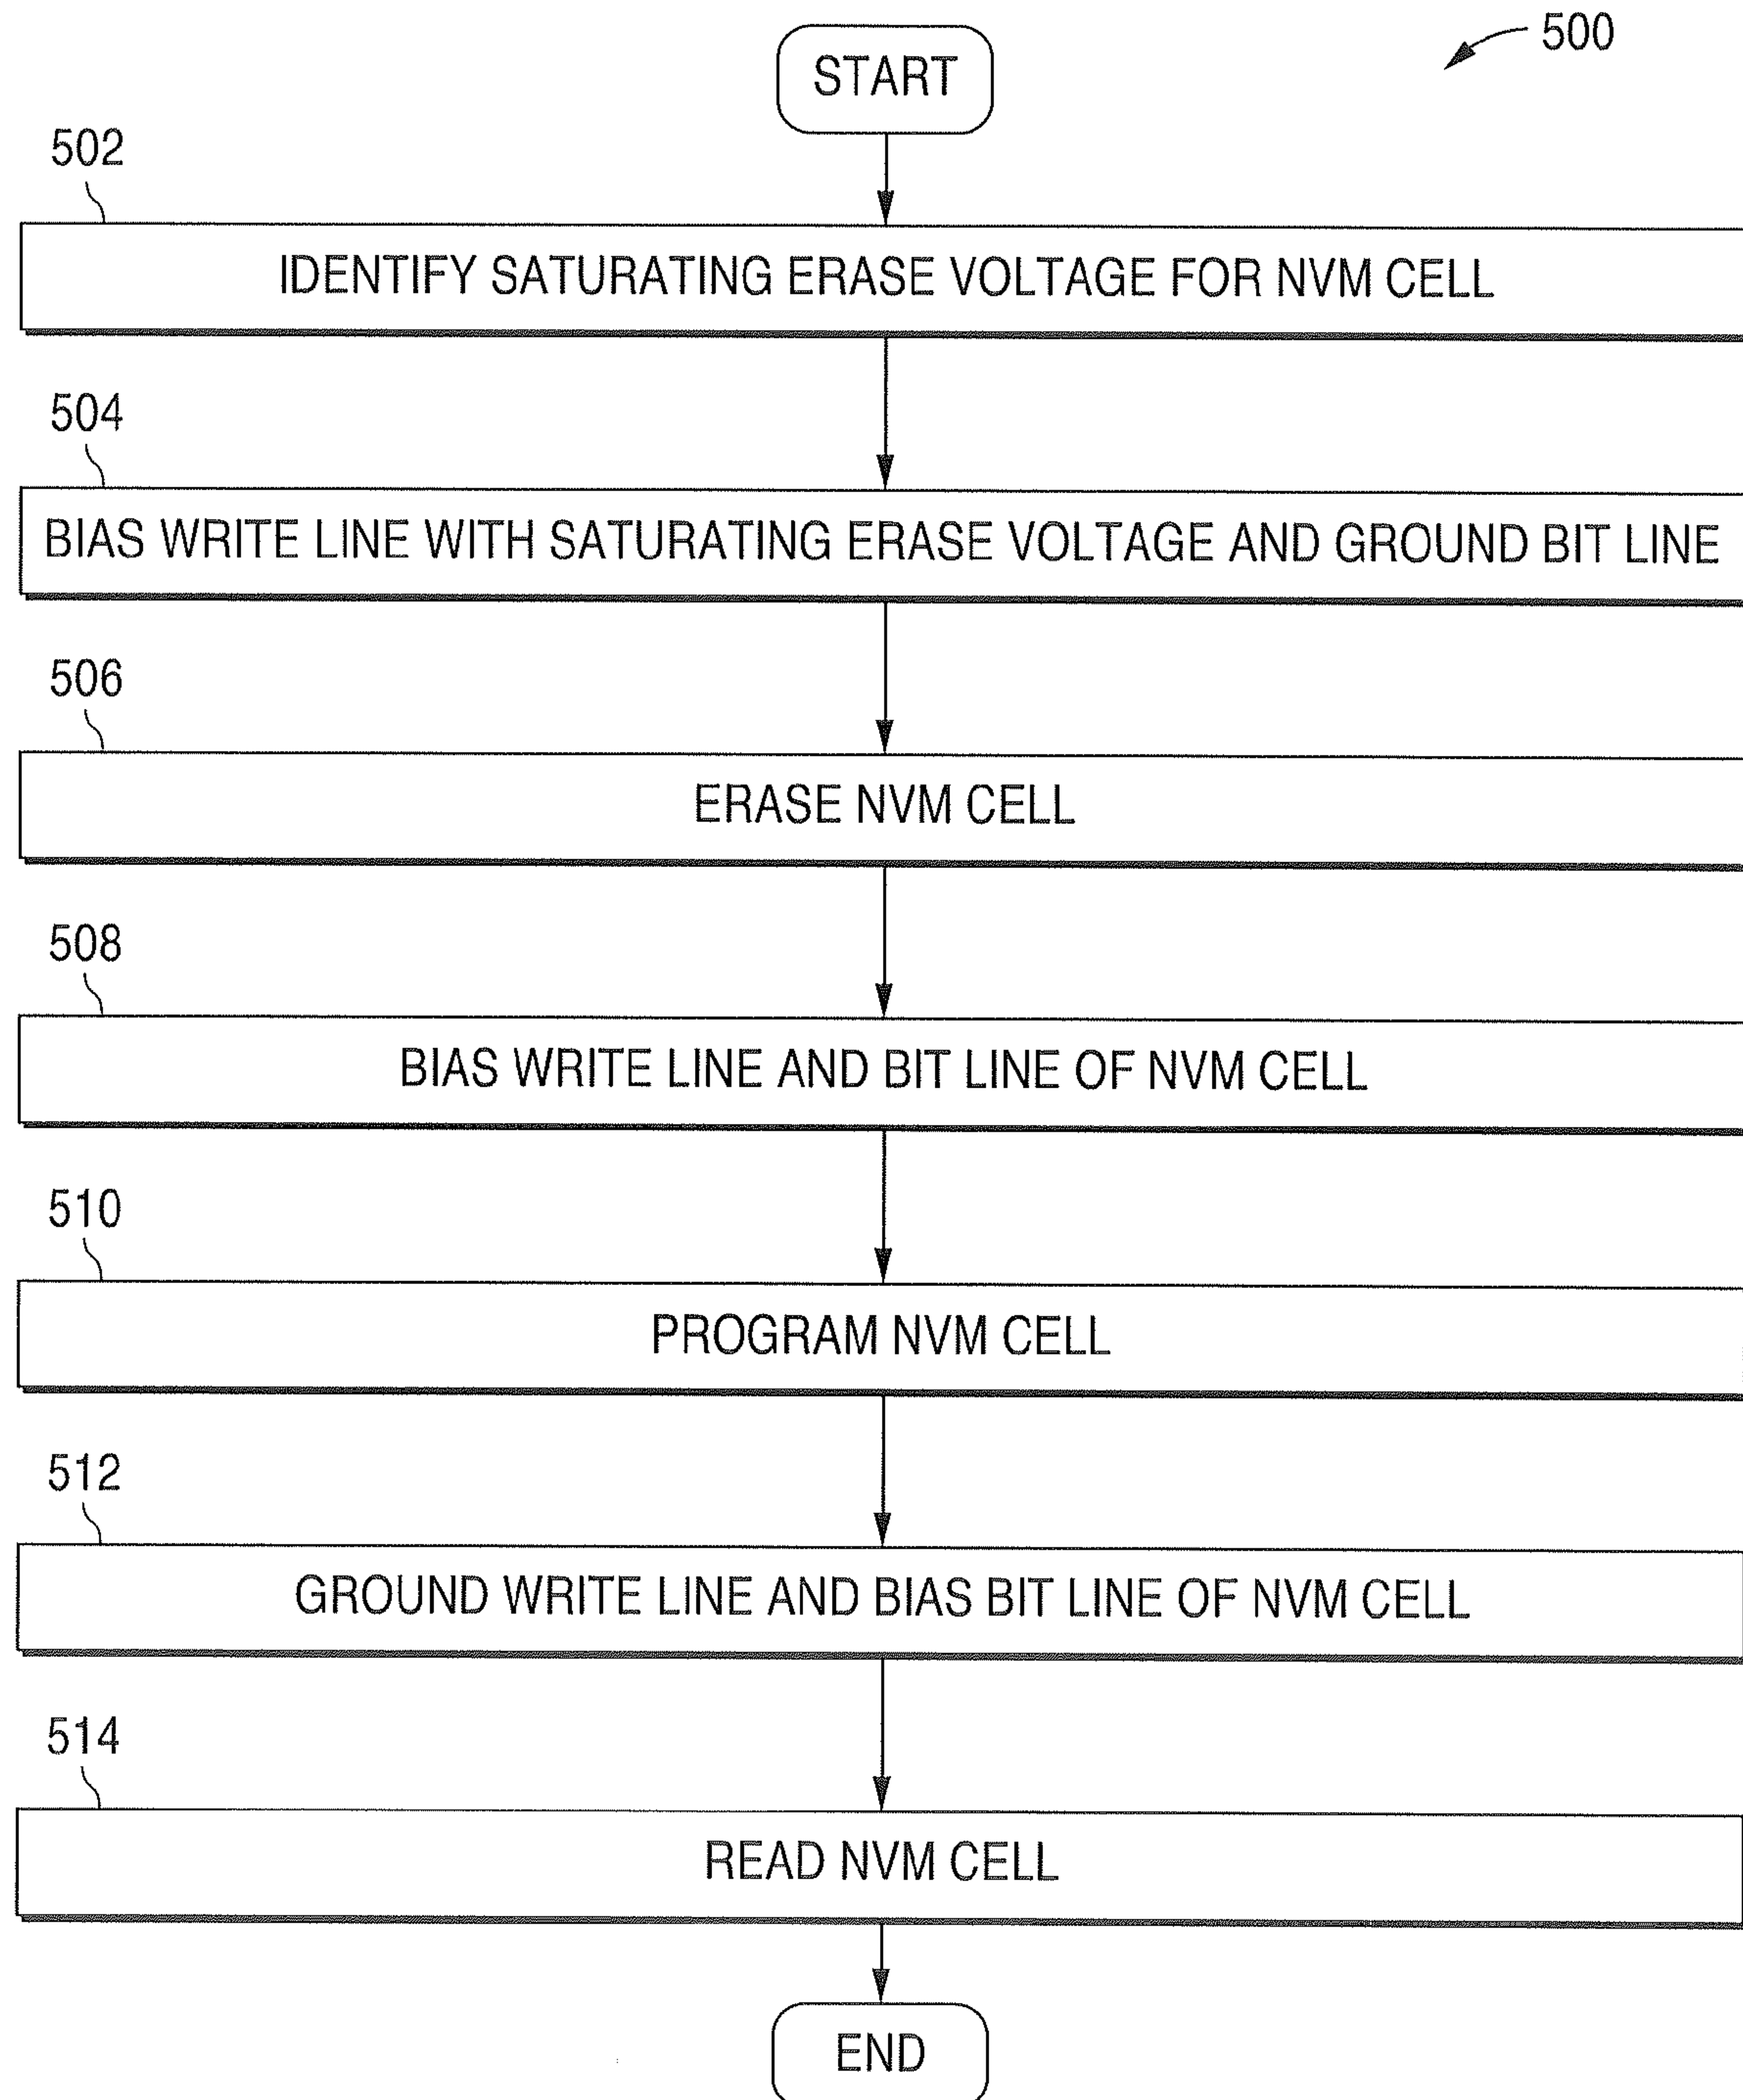 500
START
502
IDENTIFY SATURATING ERASE VOLTAGE FOR NVM CELL
504
BIAS WRITE LINE WITH SATURATING ERASE VOLTAGE AND GROUND BIT LINE
506
ERASE NVM CELL
508
BIAS WRITE LINE AND BIT LINE OF NVM CELL
510
PROGRAM NVM CELL
512
GROUND WRITE LINE AND BIAS BIT LINE OF NVM CELL
514
READ NVM CELL
END